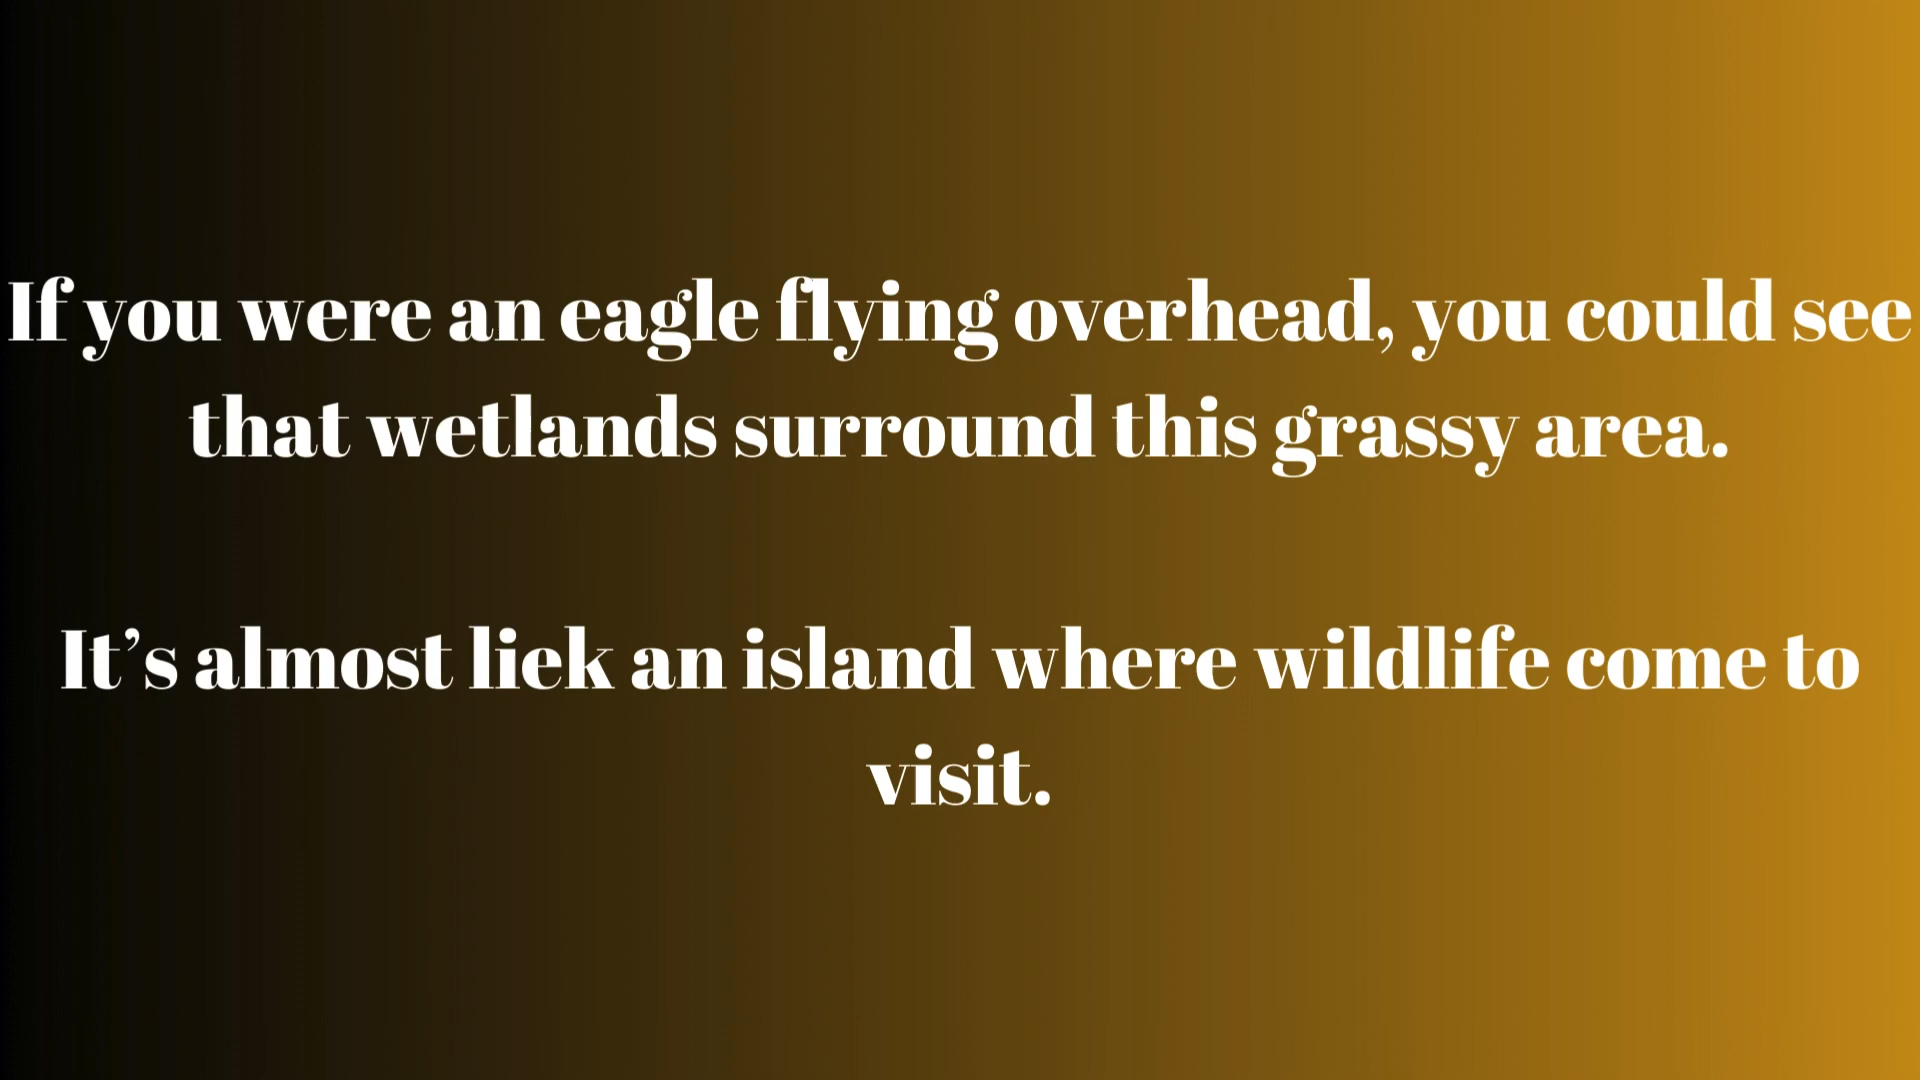 If you were an eagle flying overhead, you could see
that wetlands surround this grassy area.
It’s almost liek an island where wildlife come to
visit.